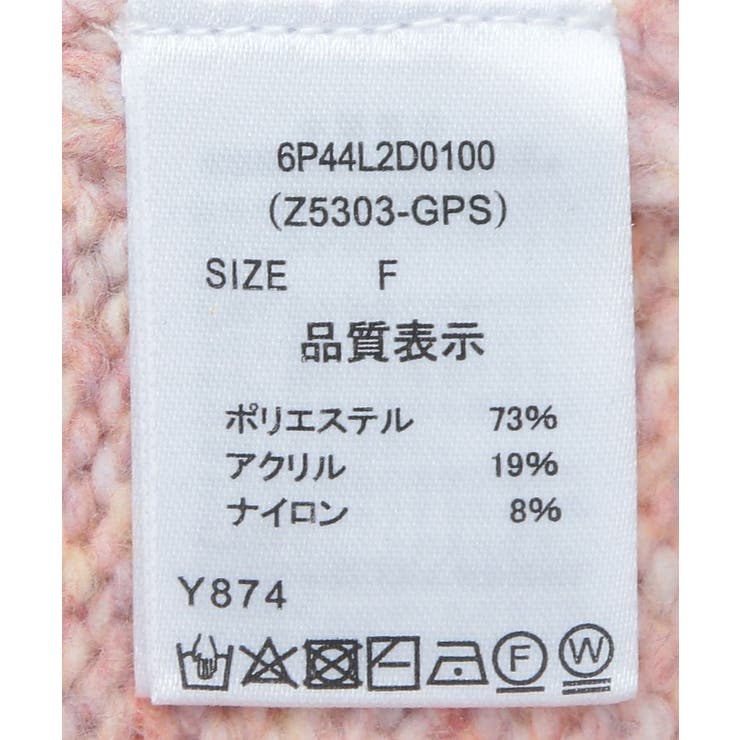 6P44L2D0100
(Z5303-GPS)
SIZE F
品質表示
ポリエステル 73%
アクリル 19%
ナイロン 8%
Y874
F W